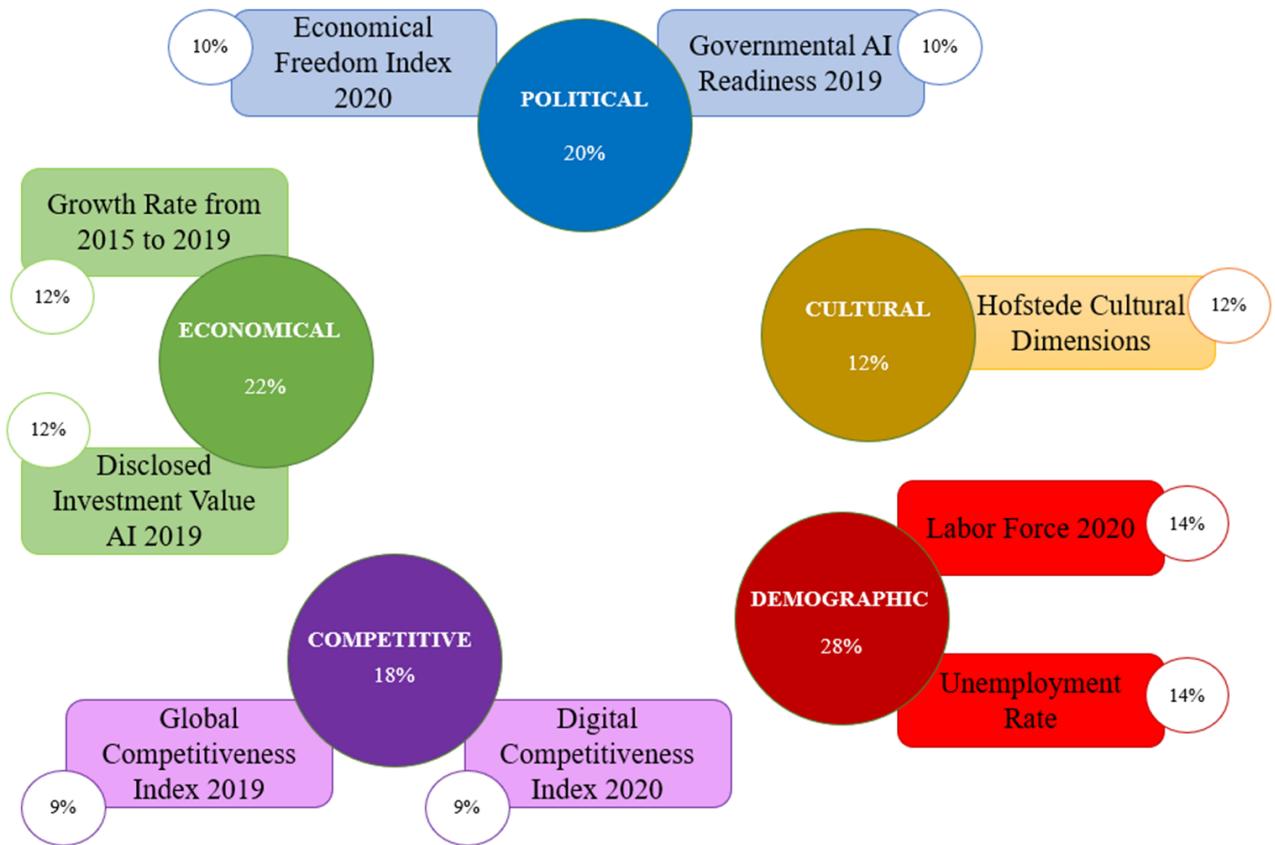 10%
Economical
Freedom Index
2020
POLITICAL
20%
Governmental AI
Readiness 2019
10%
Growth Rate from
2015 to 2019
12%
ECONOMICAL
22%
12%
Disclosed
Investment Value
AI 2019
CULTURAL
12%
Hofstede Cultural
Dimensions
12%
DEMOGRAPHIC
28%
Labor Force 2020
14%
Unemployment
Rate
14%
COMPETITIVE
18%
Global
Competitiveness
Index 2019
9%
Digital
Competitiveness
Index 2020
9%